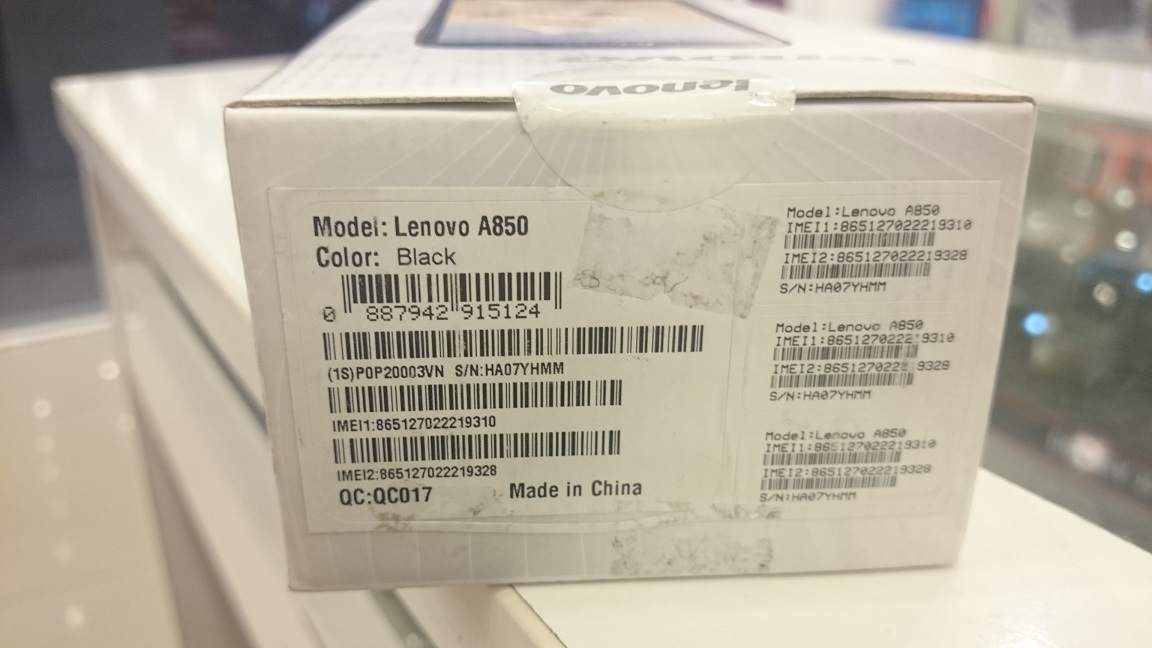 lenovo
Model: Lenovo A850
Color: Black
0 887942 915124
(1S)P0P20003VN S/N:HA07YHMM
IMEI1:865127022219310
IMEI2:865127022219328
QC:QC017 Made in China
Model:Lenovo A850
IMEI1:865127022219310
IMEI2:865127022219328
S/N:HA07YHMM
Model:Lenovo A850
IMEI1:865127022219310
IMEI2:865127022219328
S/N:HA07YHMM
Model:Lenovo A850
IMEI1:865127022219310
IMEI2:865127022219328
S/N:HA07YHMM